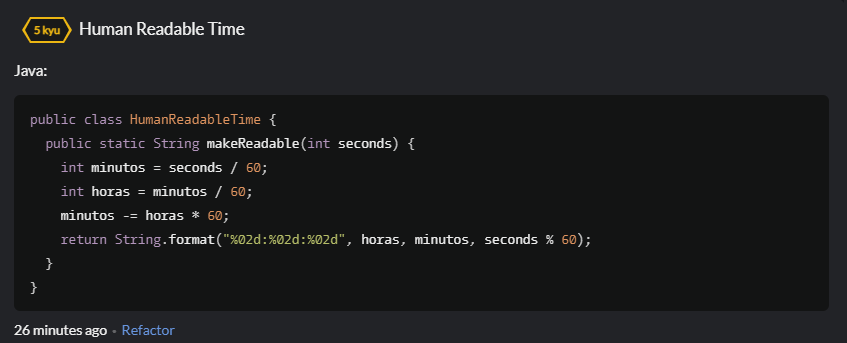 5 kyu Human Readable Time
Java:
public class HumanReadableTime {
  public static String makeReadable(int seconds) {
    int minutos = seconds / 60;
    int horas = minutos / 60;
    minutos -= horas * 60;
    return String.format("%02d:%02d:%02d", horas, minutos, seconds % 60);
  }
}
26 minutes ago • Refactor